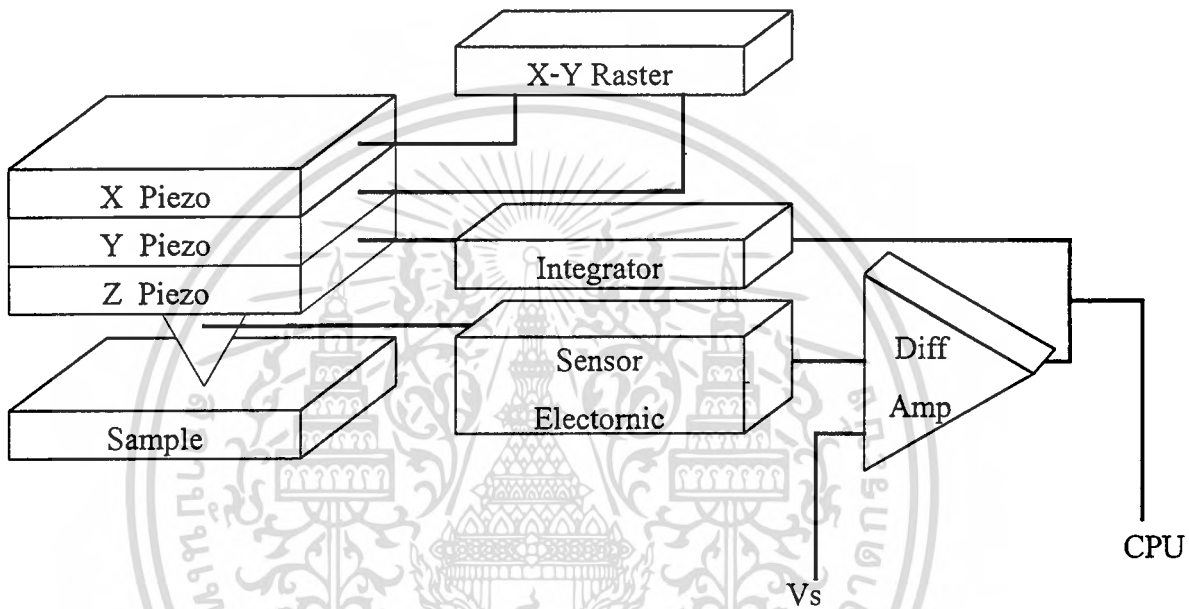 X-Y Raster
X Piezo
Y Piezo
Z Piezo
Integrator
Sensor
Electornic
Diff
Amp
Sample
CPU
Vs